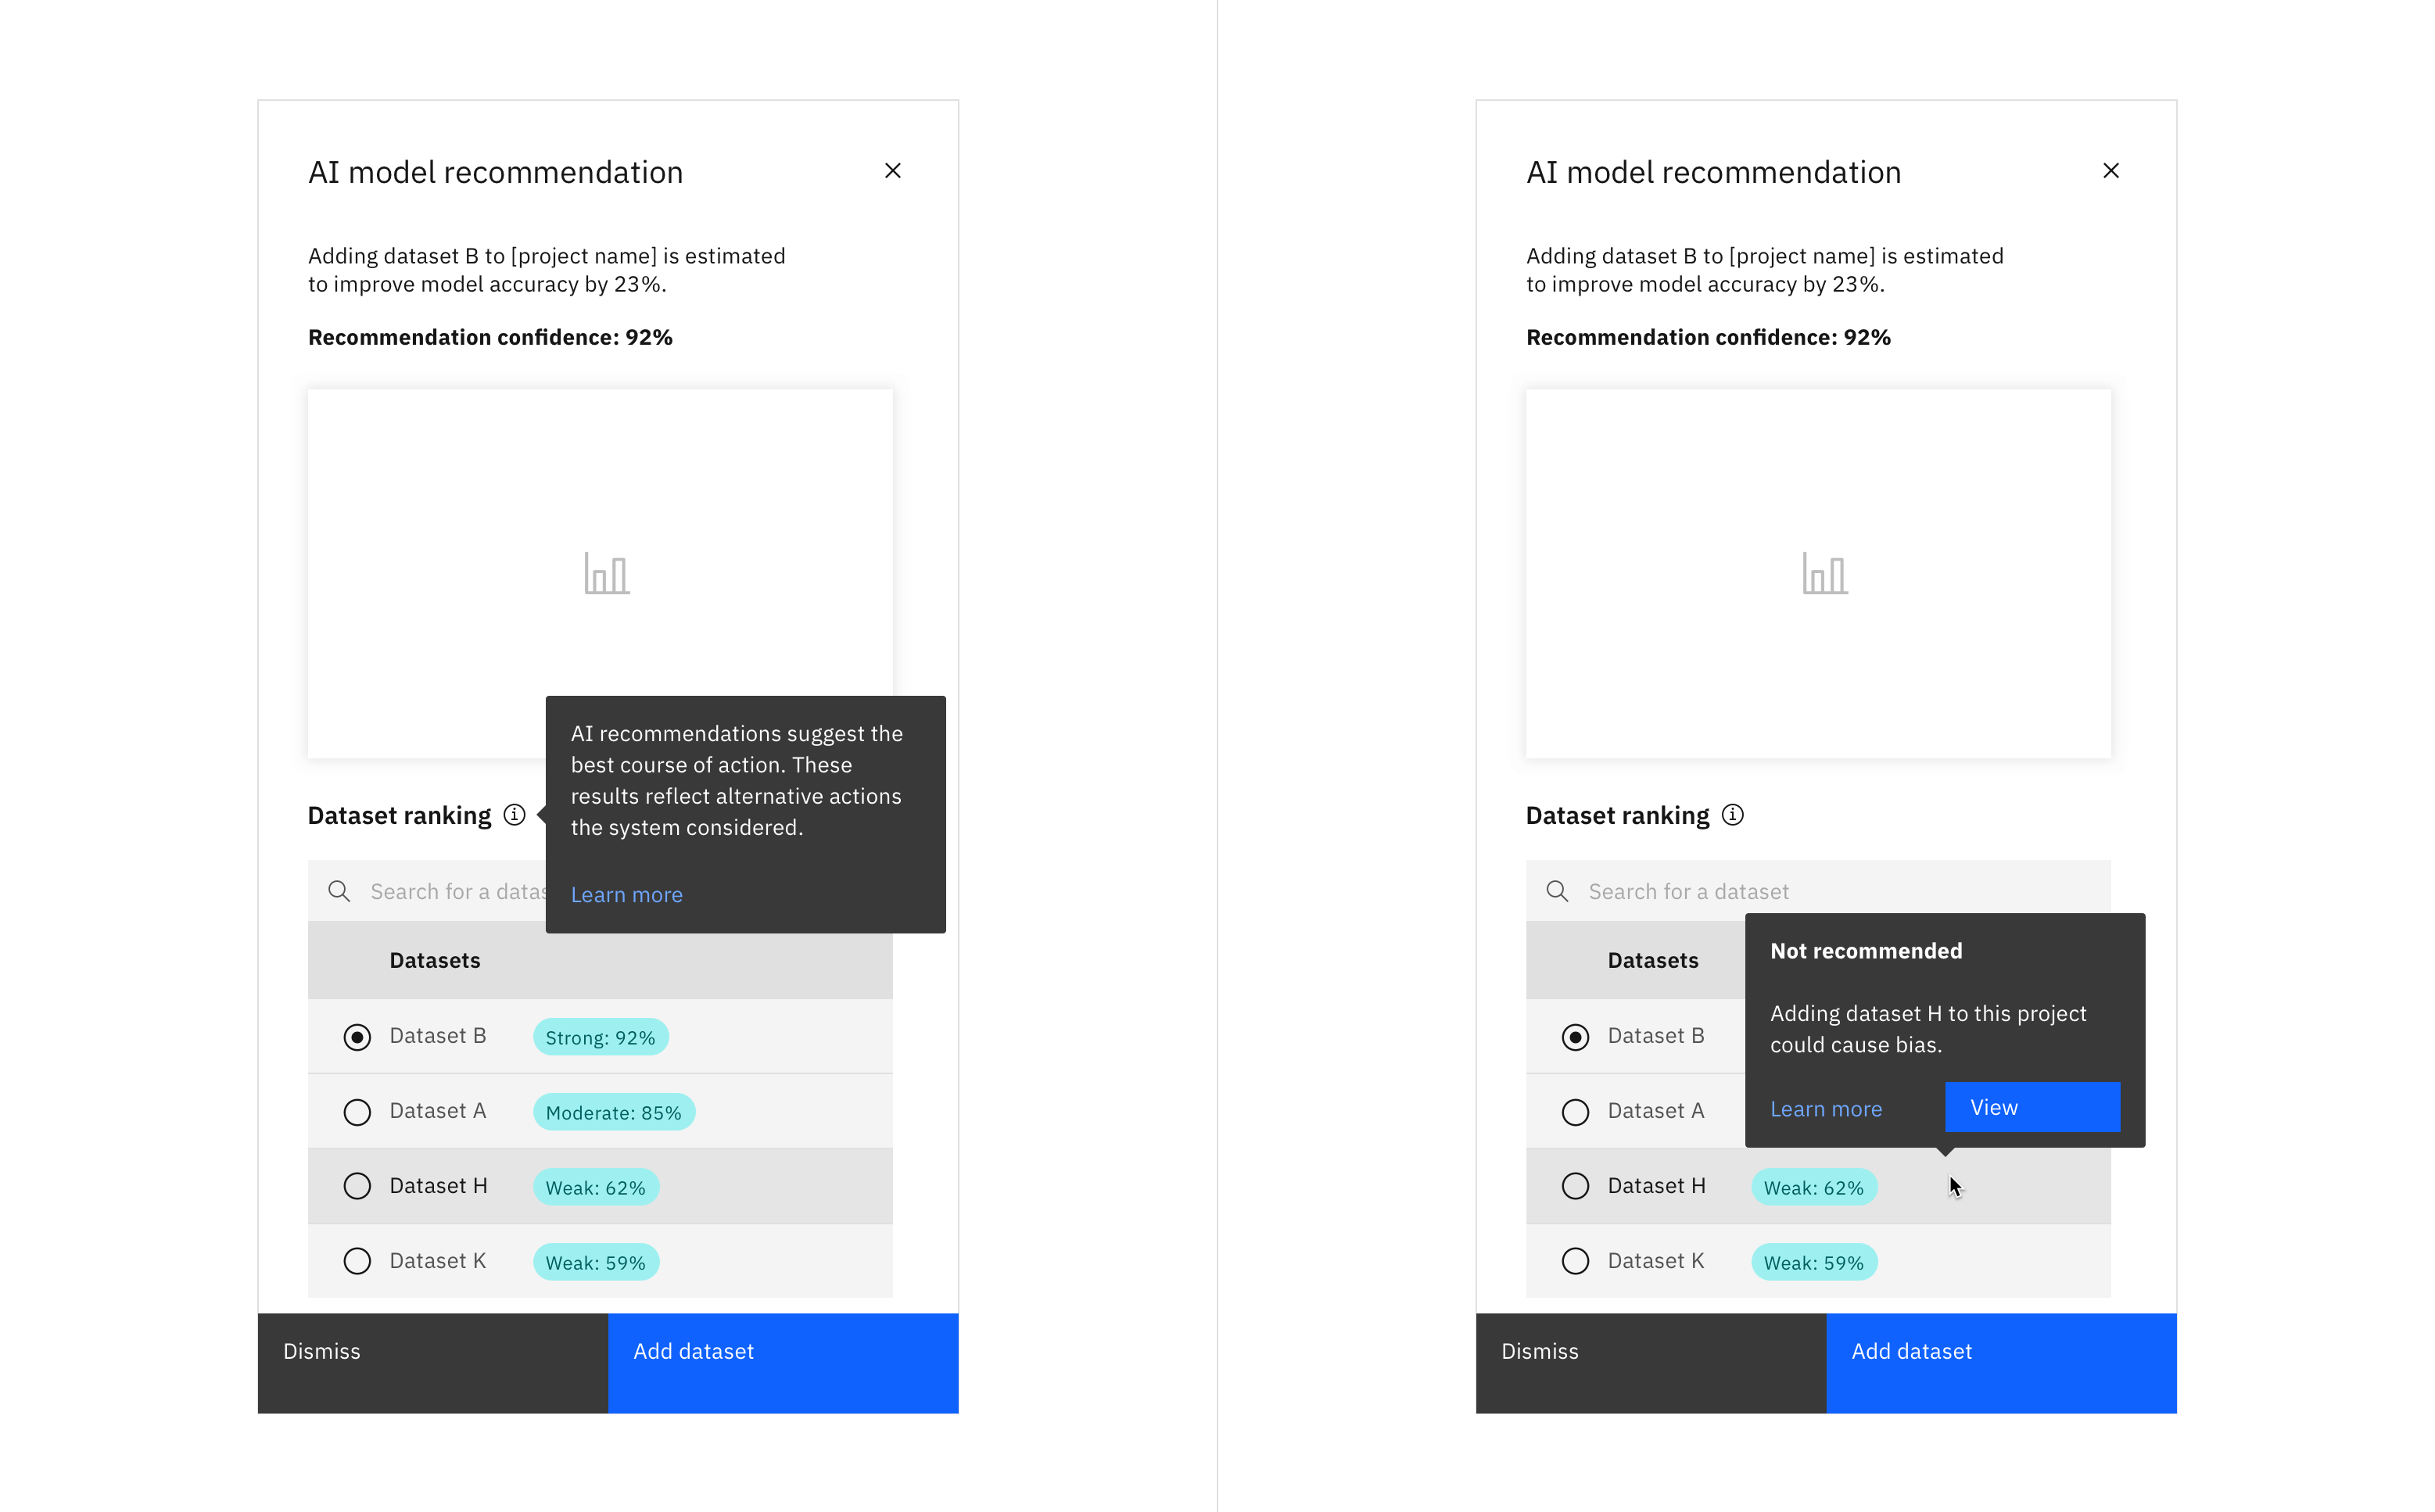 AI model recommendation
Adding dataset B to [project name] is estimated
to improve model accuracy by 23%.
Recommendation confidence: 92%
AI recommendations suggest the
best course of action. These
results reflect alternative actions
the system considered.
Learn more
Dataset ranking
Search for a datas
Datasets
Dataset B Strong: 92%
Dataset A Moderate: 85%
Dataset H Weak: 62%
Dataset K Weak: 59%
Dismiss Add dataset
AI model recommendation
Adding dataset B to [project name] is estimated
to improve model accuracy by 23%.
Recommendation confidence: 92%
Dataset ranking
Search for a dataset
Datasets
Not recommended
Adding dataset H to this project
could cause bias.
Learn more View
Dataset B
Dataset A
Dataset H Weak: 62%
Dataset K Weak: 59%
Dismiss Add dataset